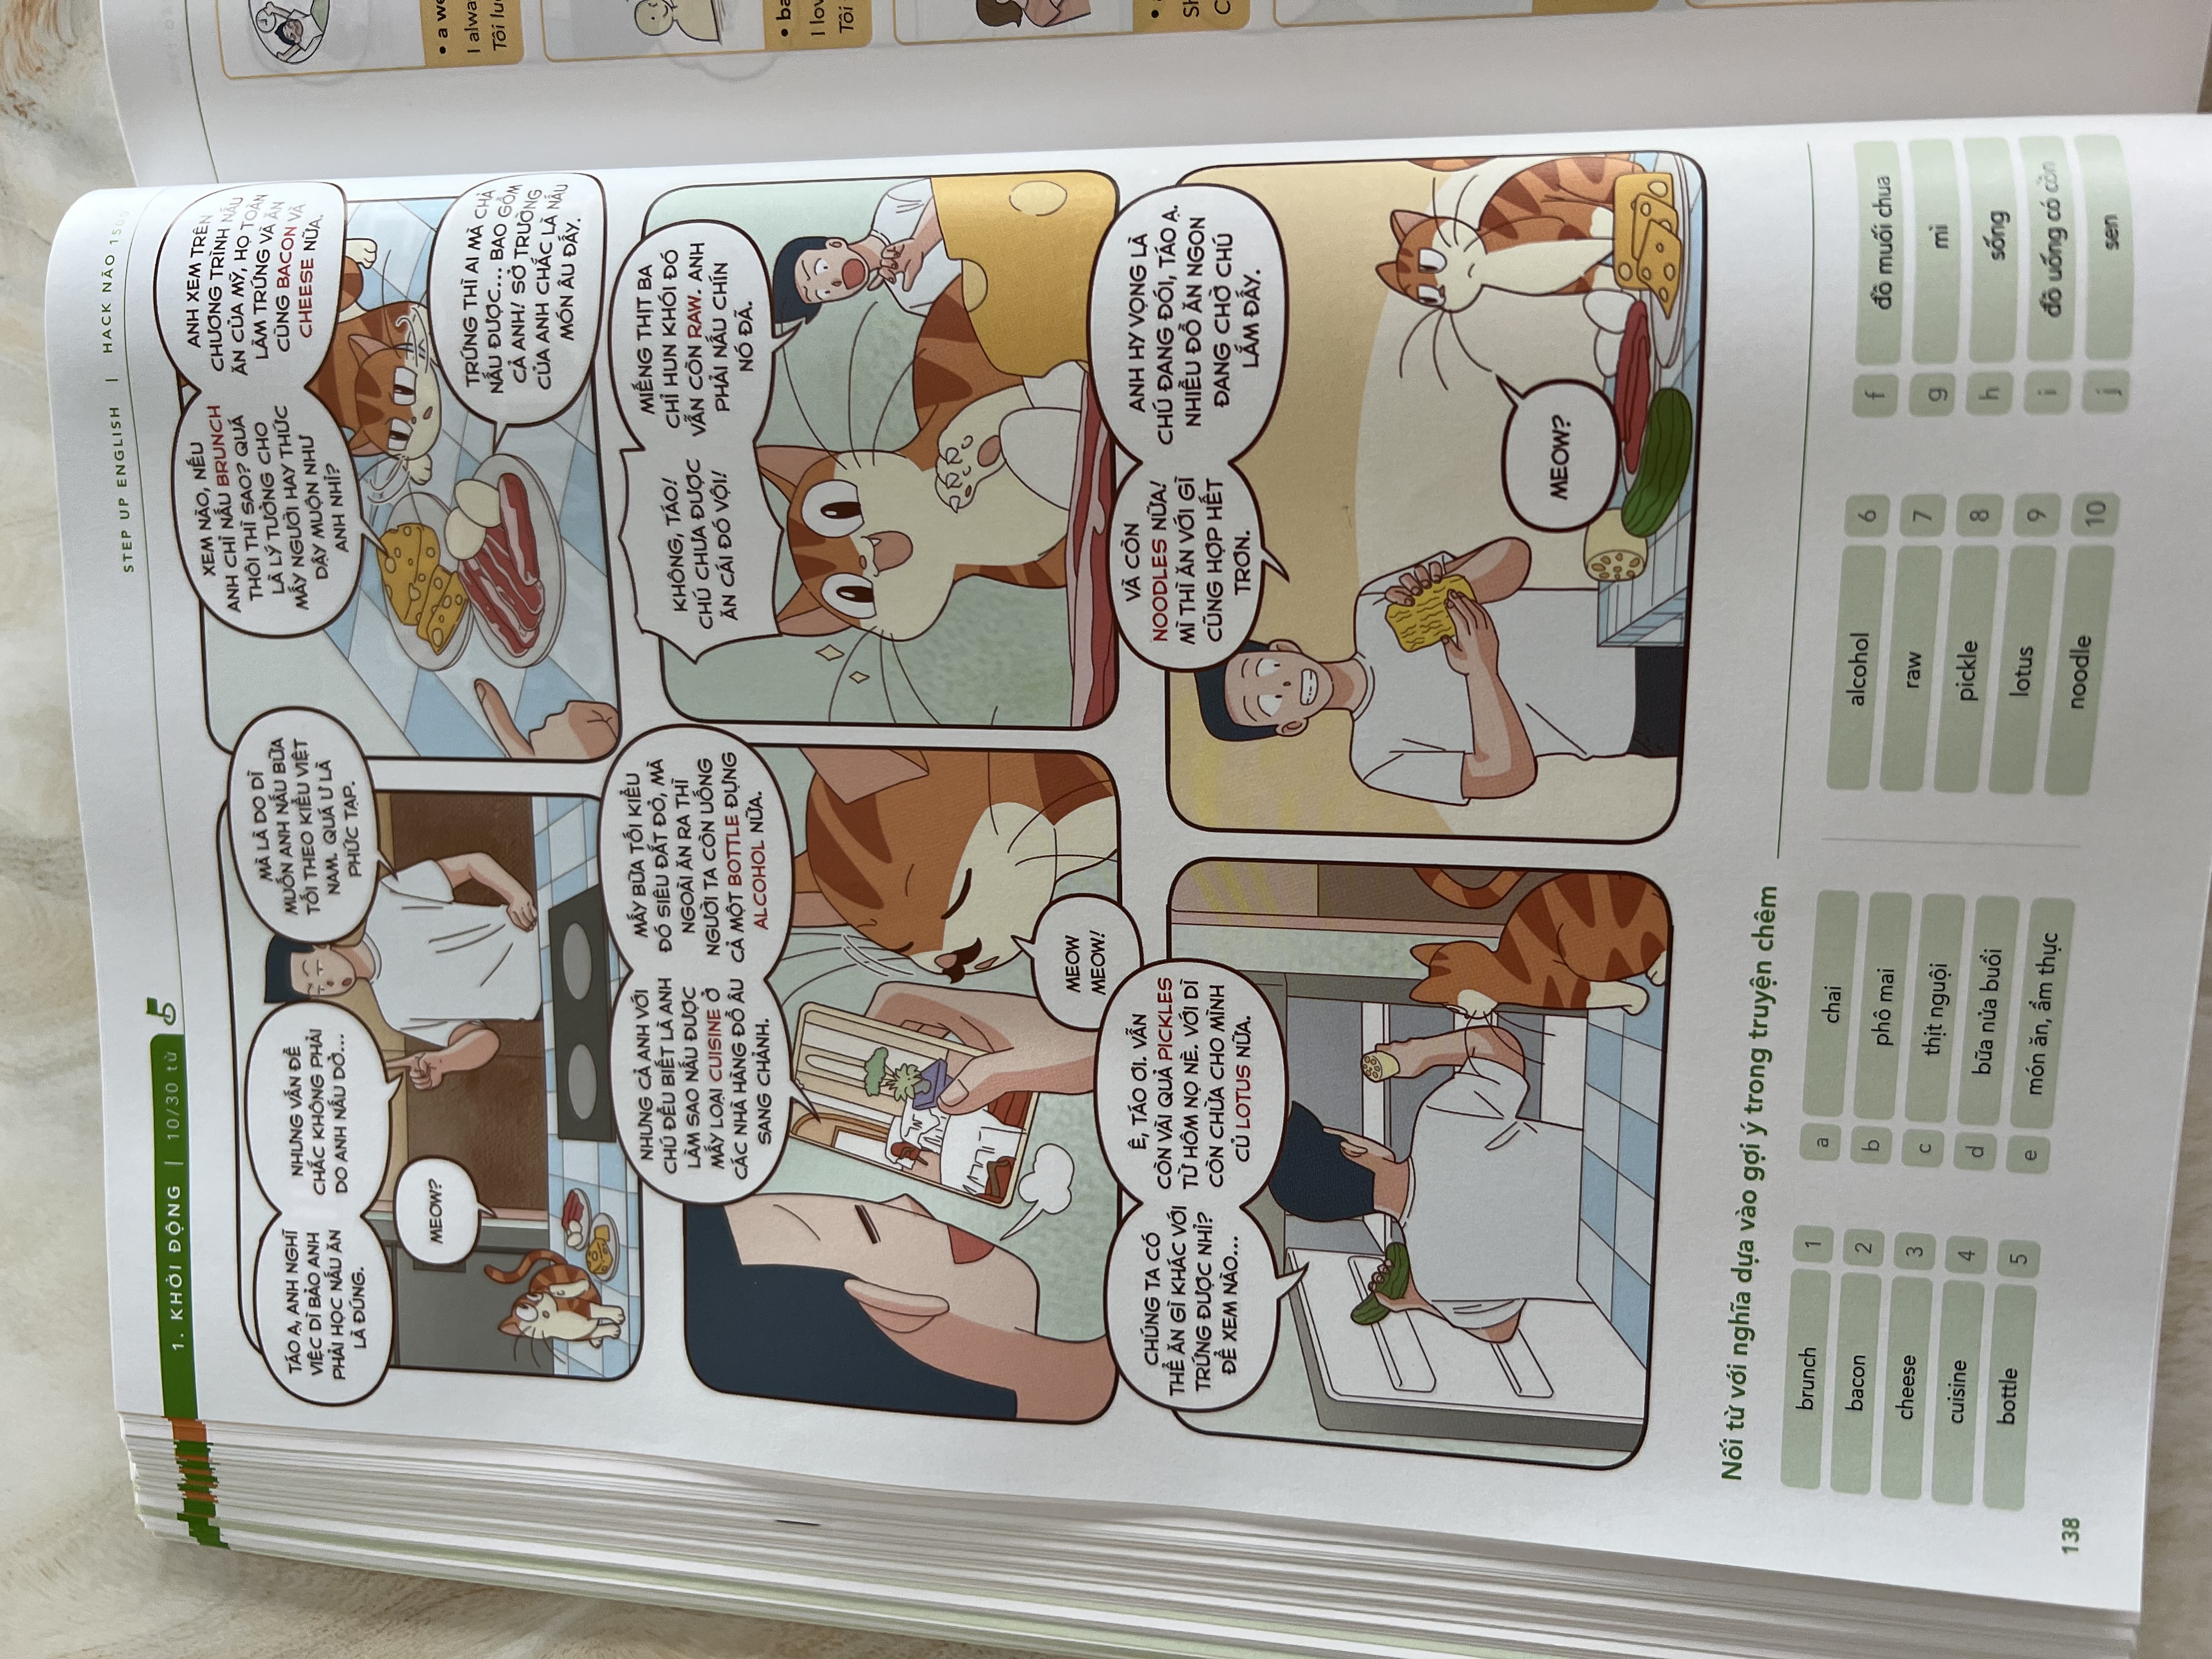 STEP UP ENGLISH | HACK NÃO 1500
1. KHỞI ĐỘNG | 10/30 từ
TÁO Ạ, ANH NGHĨ
VIỆC DÌ BẢO ANH
PHẢI HỌC NẤU ĂN
LÀ ĐÚNG.
NHƯNG VẤN ĐỀ
CHẮC KHÔNG PHẢI
DO ANH NẤU DỞ...
MÀ LÀ DO DÌ
MUỐN ANH NẤU BỮA
TỐI THEO KIỂU VIỆT
NAM. QUÁ Ư LÀ
PHỨC TẠP.
MEOW?
XEM NÀO, NẾU
ANH CHỈ NẤU BRUNCH
THÔI THÌ SAO? QUÁ
LÀ LÝ TƯỞNG CHO
MẤY NGƯỜI HAY THỨC
DẬY MUỘN NHƯ
ANH NHỈ?
ANH XEM TRÊN
CHƯƠNG TRÌNH NẤU
ĂN CỦA MỸ, HỌ TOÀN
LÀM TRỨNG VÀ ĂN
CÙNG BACON VÀ
CHEESE NỮA.
TRỨNG THÌ AI MÀ CHẢ
NẤU ĐƯỢC... BAO GỒM
CẢ ANH! SỞ TRƯỜNG
CỦA ANH CHẮC LÀ NẤU
MÓN ÂU ĐẤY.
NHƯNG CẢ ANH VỚI
CHÚ ĐỀU BIẾT LÀ ANH
LÀM SAO NẤU ĐƯỢC
MẤY LOẠI CUISINE Ở
CÁC NHÀ HÀNG ĐỒ ÂU
SANG CHẢNH.
MẤY BỮA TỐI KIỂU
ĐÓ SIÊU ĐẮT ĐỎ, MÀ
NGOÀI ĂN RA THÌ
NGƯỜI TA CÒN UỐNG
CẢ MỘT BOTTLE ĐỰNG
ALCOHOL NỮA.
MEOW
MEOW!
KHÔNG, TÁO!
CHÚ CHƯA ĐƯỢC
ĂN CÁI ĐÓ VỘI!
MIẾNG THỊT BA
CHỈ HUN KHÓI ĐÓ
VẪN CÒN RAW. ANH
PHẢI NẤU CHÍN
NÓ ĐÃ.
CHÚNG TA CÓ
THỂ ĂN GÌ KHÁC VỚI
TRỨNG ĐƯỢC NHỈ?
ĐỂ XEM NÀO...
Ê, TÁO ƠI. VẪN
CÒN VÀI QUẢ PICKLES
TỪ HÔM NỌ NÈ. VỚI DÌ
CÒN CHỪA CHO MÌNH
CỦ LOTUS NỮA.
VÀ CÒN
NOODLES NỮA!
MÌ THÌ ĂN VỚI GÌ
CŨNG HỢP HẾT
TRƠN.
ANH HY VỌNG LÀ
CHÚ ĐANG ĐÓI, TÁO Ạ.
NHIỀU ĐỒ ĂN NGON
ĐANG CHỜ CHÚ
LẮM ĐẤY.
MEOW?
Nối từ với nghĩa dựa vào gợi ý trong truyện chêm
brunch 1
bacon 2
cheese 3
cuisine 4
bottle 5
a chai
b phô mai
c thịt nguội
d bữa nửa buổi
e món ăn, ẩm thực
alcohol 6
raw 7
pickle 8
lotus 9
noodle 10
f đồ muối chua
g mì
h sống
i đồ uống có cồn
j sen
138
• a
I alwa
Tôi lu
• ba
I lov
Tôi